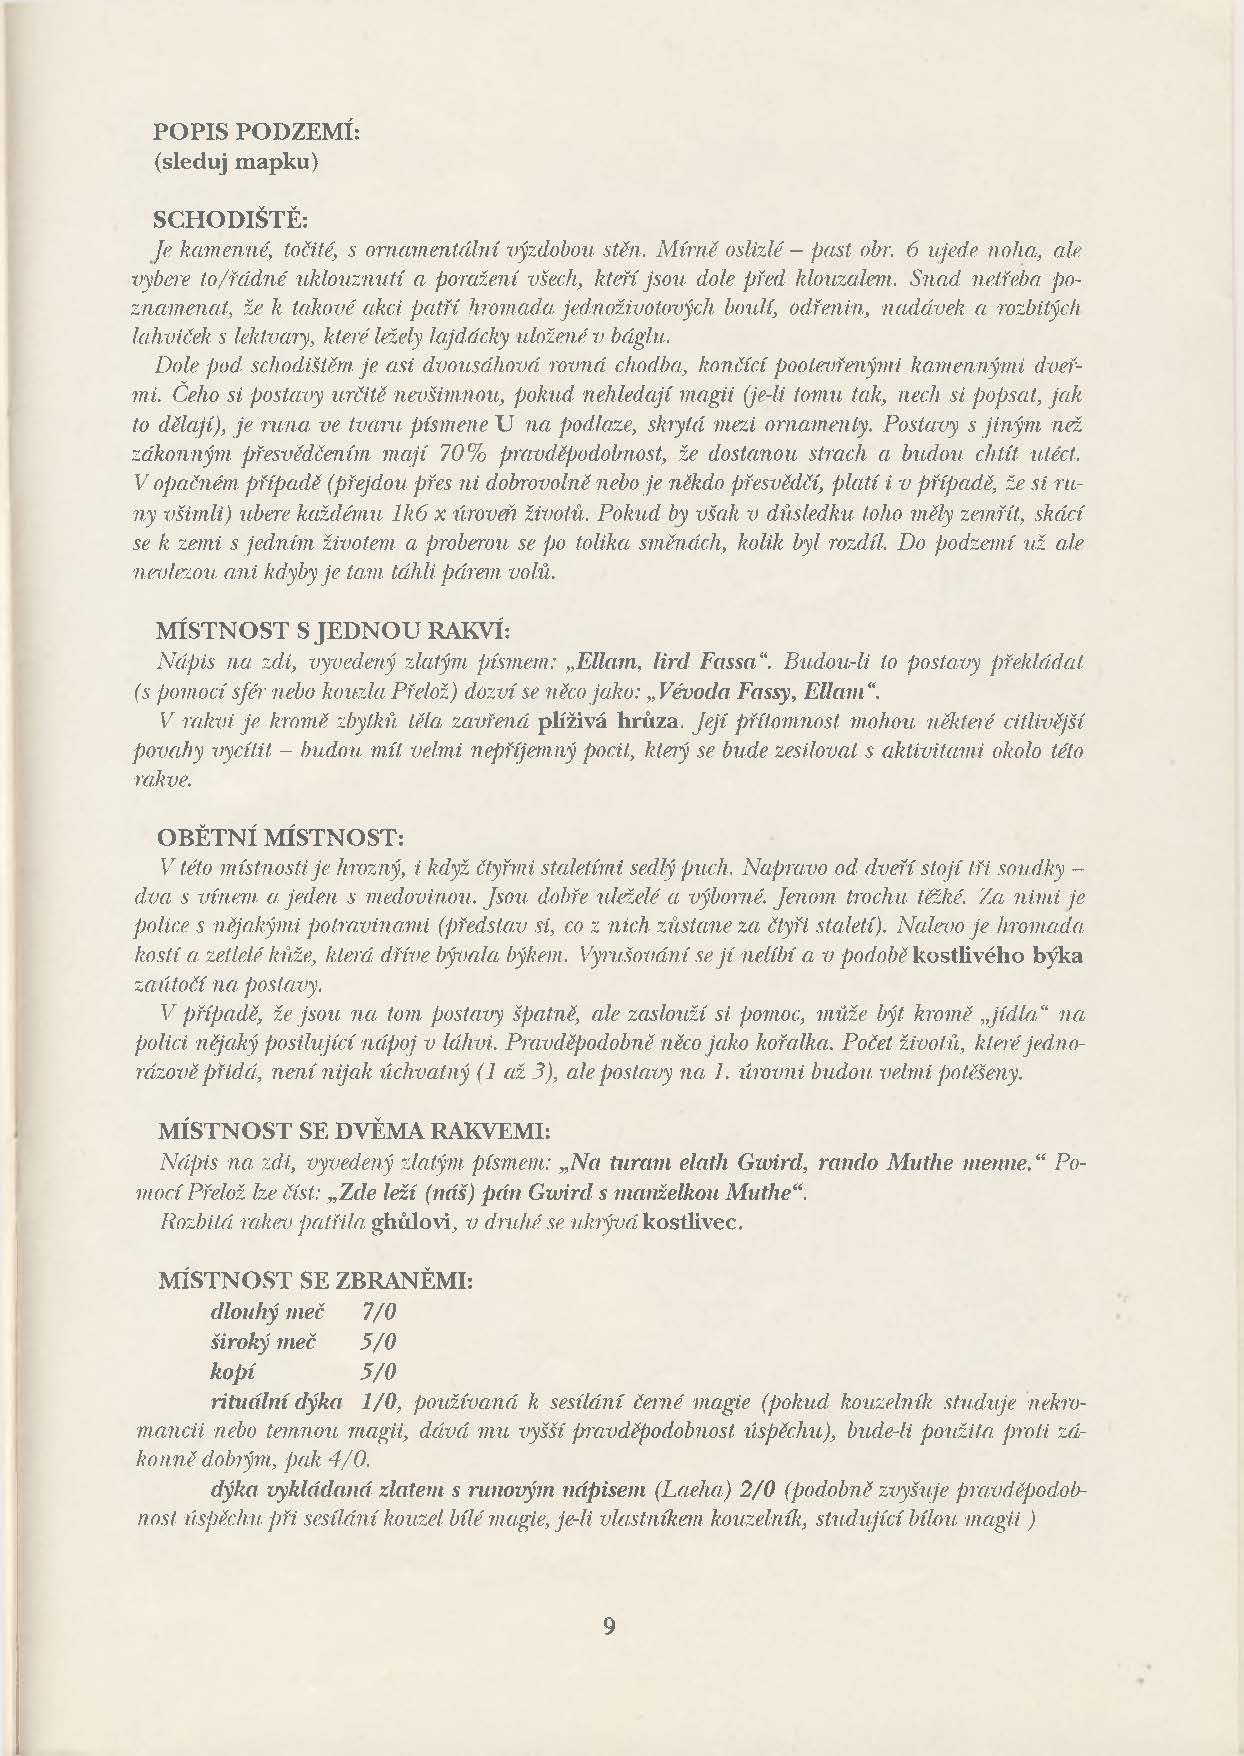 POPIS PODZEMÍ:
(sleduj mapku)
SCHODIŠTĚ:
Je kamenné, točité, s ornamentální výzdobou stěn. Mírně oslizlé – past obr. 6 ujede noha, ale
vybere to/řádné uklouznutí a poražení všech, kteří jsou dole před klouzalem. Snad netřeba po-
znamenat, že k takové akci patří hromada jednoživotových boulí, odřenin, nadávek a rozbitých
lahviček s lektvary, které ležely lajdácky uložené v báglu.
Dole pod schodištěm je asi dvousáhová rovná chodba, končící pootevřenými kamennými dveř-
mi. Čeho si postavy určitě nevšimnou, pokud nehledají magii (je-li tomu tak, nech si popsat, jak
to dělají), je runa ve tvaru písmene U na podlaze, skrytá mezi ornamenty. Postavy s jiným než
zákonným přesvědčením mají 70% pravděpodobnost, že dostanou strach a budou chtít utéct.
V opačném případě (přejdou přes ni dobrovolně nebo je někdo přesvědčí, platí i v případě, že si ru-
ny všimli) ubere každému 1k6 x úroveň životů. Pokud by však v důsledku toho měly zemřít, skácí
se k zemi s jedním životem a proberou se po tolika směnách, kolik byl rozdíl. Do podzemí už ale
nevlezou ani kdyby je tam táhli párem volů.
MÍSTNOST S JEDNOU RAKVÍ:
Nápis na zdi, vyvedený zlatým písmem: „Ellam, lird Fassa“. Budou-li to postavy překládat
(s pomocí sfér nebo kouzla Přelož) dozví se něco jako: „Vévoda Fassy, Ellam“.
V rakvi je kromě zbytků těla zavřená plíživá hrůza. Její přítomnost mohou některé citlivější
povahy vycítit – budou mít velmi nepříjemný pocit, který se bude zesilovat s aktivitami okolo této
rakve.
OBĚTNÍ MÍSTNOST:
V této místnosti je hrozný, i když čtyřmi staletími sedlý puch. Napravo od dveří stojí tři soudky –
dva s vínem a jeden s medovinou. Jsou dobře uleželé a výborné. Jenom trochu těžké. Za nimi je
police s nějakými potravinami (představ si, co z nich zůstane za čtyři staletí). Nalevo je hromada
kostí a zetlelé kůže, která dříve bývala býkem. Vyrušování se jí nelíbí a v podobě kostlivého býka
zaútočí na postavy.
V případě, že jsou na tom postavy špatně, ale zaslouží si pomoc, může být kromě „jídla“ na
polici nějaký posilující nápoj v láhvi. Pravděpodobně něco jako kořalka. Počet životů, které jedno-
rázově přidá, není nijak úchvatný (1 až 3), ale postavy na 1. úrovni budou velmi potěšeny.
MÍSTNOST SE DVĚMA RAKVEMI:
Nápis na zdi, vyvedený zlatým písmem: „Na turam elath Gwird, rando Muthe menne.“ Po-
mocí Přelož lze číst: „Zde leží (náš) pán Gwird s manželkou Muthe“.
Rozbitá rakev patřila ghůlovi, v druhé se ukrývá kostlivec.
MÍSTNOST SE ZBRANĚMI:
dlouhý meč 7/0
široký meč 5/0
kopí 5/0
rituální dýka 1/0, používaná k sesílání černé magie (pokud kouzelník studuje nekro-
mancii nebo temnou magii, dává mu vyšší pravděpodobnost úspěchu), bude-li použita proti zá-
konně dobrým, pak 4/0.
dýka vykládaná zlatem s runovým nápisem (Laeha) 2/0 (podobně zvyšuje pravděpodob-
nost úspěchu při sesílání kouzel bílé magie, je-li vlastníkem kouzelník, studující bílou magii )
9